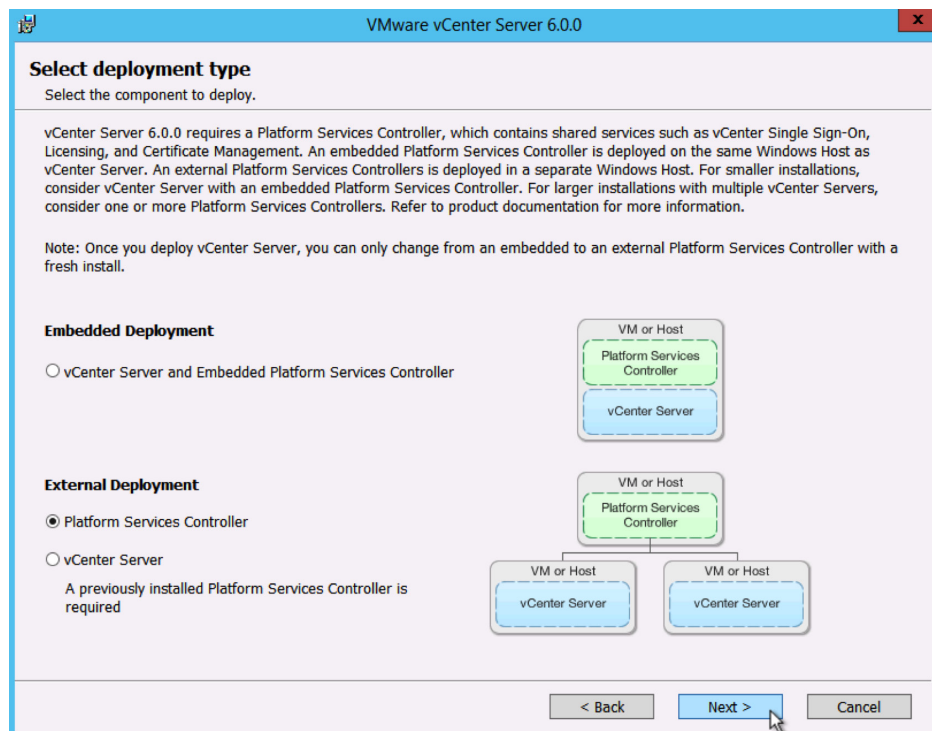 VMware vCenter Server 6.0.0
x
Select deployment type
Select the component to deploy.
vCenter Server 6.0.0 requires a Platform Services Controller, which contains shared services such as vCenter Single Sign-On,
Licensing, and Certificate Management. An embedded Platform Services Controller is deployed on the same Windows Host as
vCenter Server. An external Platform Services Controllers is deployed in a separate Windows Host. For smaller installations,
consider vCenter Server with an embedded Platform Services Controller. For larger installations with multiple vCenter Servers,
consider one or more Platform Services Controllers. Refer to product documentation for more information.
Note: Once you deploy vCenter Server, you can only change from an embedded to an external Platform Services Controller with a
fresh install.
Embedded Deployment
vCenter Server and Embedded Platform Services Controller
VM or Host
Platform Services
Controller
vCenter Server
External Deployment
Platform Services Controller
vCenter Server
A previously installed Platform Services Controller is
required
VM or Host
Platform Services
Controller
VM or Host
vCenter Server
VM or Host
vCenter Server
< Back
Next >
Cancel